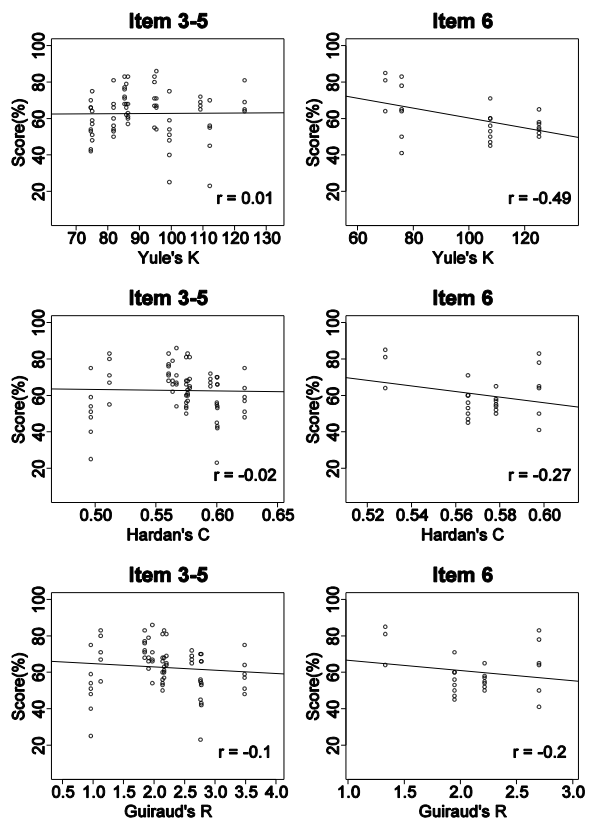 Item 3-5
Score(%)
100
80
60
40
20
r = 0.01
70 80 90 100 110 120 130
Yule's K
Item 6
Score(%)
100
80
60
40
20
r = -0.49
60 80 100 120
Yule's K
Item 3-5
Score(%)
100
80
60
40
20
r = -0.02
0.50 0.55 0.60 0.65
Hardan's C
Item 6
Score(%)
100
80
60
40
20
r = -0.27
0.52 0.54 0.56 0.58 0.60
Hardan's C
Item 3-5
Score(%)
100
80
60
40
20
r = -0.1
0.5 1.0 1.5 2.0 2.5 3.0 3.5 4.0
Guiraud's R
Item 6
Score(%)
100
80
60
40
20
r = -0.2
1.0 1.5 2.0 2.5 3.0
Guiraud's R